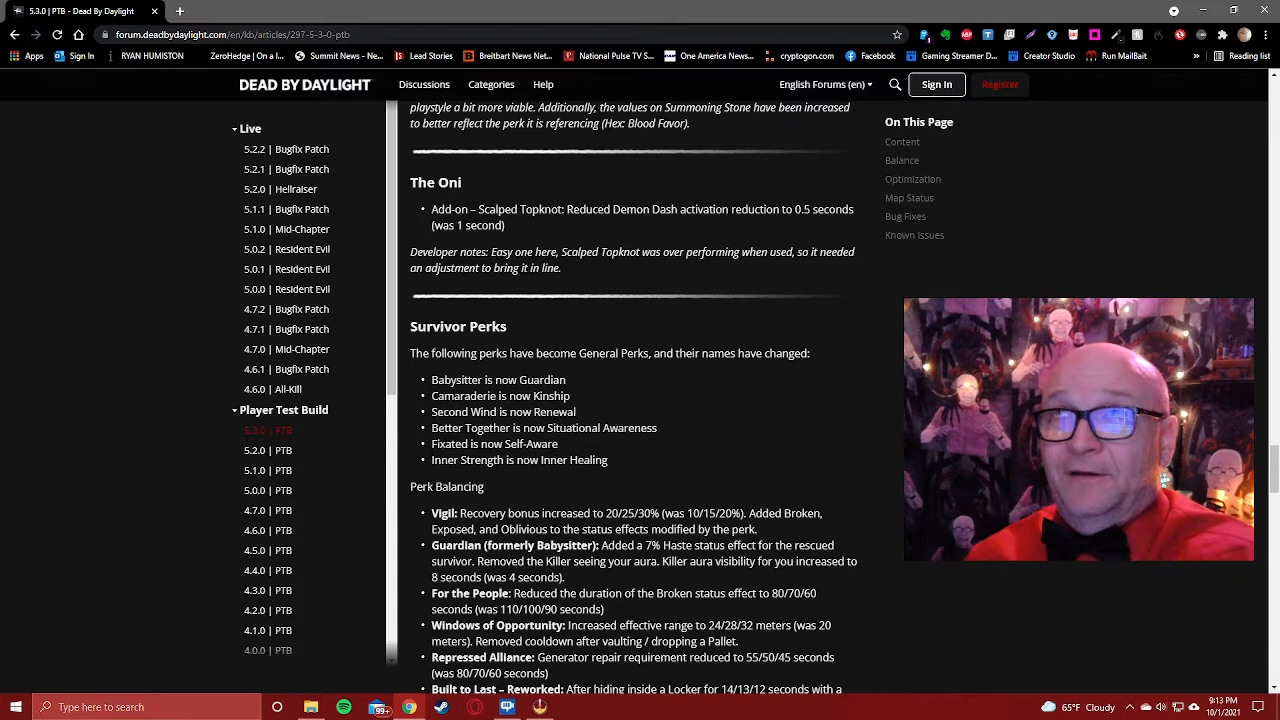 5.3.0 | PTB - Dead by Daylight
forum.deadbydaylight.com/en/kb/articles/297-5-3-0-ptb
Apps
Sign In
RYAN HUMISTON
ZeroHedge | On a lo...
Summit News - Ne...
Lead Stories
Breitbart News Net...
National Pulse TV S...
One America News...
cryptogon.com
Facebook
Gaming Stream D...
Creator Studio
Run MailBait
»
Reading list
DEAD BY DAYLIGHT
Discussions
Categories
Help
English Forums (en)
Sign In
Register
Live
5.2.2 | Bugfix Patch
5.2.1 | Bugfix Patch
5.2.0 | Hellraiser
5.1.1 | Bugfix Patch
5.1.0 | Mid-Chapter
5.0.2 | Resident Evil
5.0.1 | Resident Evil
5.0.0 | Resident Evil
4.7.2 | Bugfix Patch
4.7.1 | Bugfix Patch
4.7.0 | Mid-Chapter
4.6.1 | Bugfix Patch
4.6.0 | All-Kill
Player Test Build
5.3.0 | PTB
5.2.0 | PTB
5.1.0 | PTB
5.0.0 | PTB
4.7.0 | PTB
4.6.0 | PTB
4.5.0 | PTB
4.4.0 | PTB
4.3.0 | PTB
4.2.0 | PTB
4.1.0 | PTB
4.0.0 | PTB
playstyle a bit more viable. Additionally, the values on Summoning Stone have been increased
to better reflect the perk it is referencing (Hex: Blood Favor).
The Oni
• Add-on – Scalped Topknot: Reduced Demon Dash activation reduction to 0.5 seconds
(was 1 second)
Developer notes: Easy one here, Scalped Topknot was over performing when used, so it needed
an adjustment to bring it in line.
Survivor Perks
The following perks have become General Perks, and their names have changed:
• Babysitter is now Guardian
• Camaraderie is now Kinship
• Second Wind is now Renewal
• Better Together is now Situational Awareness
• Fixated is now Self-Aware
• Inner Strength is now Inner Healing
Perk Balancing
• Vigil: Recovery bonus increased to 20/25/30% (was 10/15/20%). Added Broken,
Exposed, and Oblivious to the status effects modified by the perk.
• Guardian (formerly Babysitter): Added a 7% Haste status effect for the rescued
survivor. Removed the Killer seeing your aura. Killer aura visibility for you increased to
8 seconds (was 4 seconds).
• For the People: Reduced the duration of the Broken status effect to 80/70/60
seconds (was 110/100/90 seconds)
• Windows of Opportunity: Increased effective range to 24/28/32 meters (was 20
meters). Removed cooldown after vaulting / dropping a Pallet.
• Repressed Alliance: Generator repair requirement reduced to 55/50/45 seconds
(was 80/70/60 seconds)
• Built to Last – Reworked: After hiding inside a Locker for 14/13/12 seconds with a
On This Page
Content
Balance
Optimization
Map Status
Bug Fixes
Known Issues
Type here to search
99+
65°F Cloudy
9:13 PM
10/1/2021